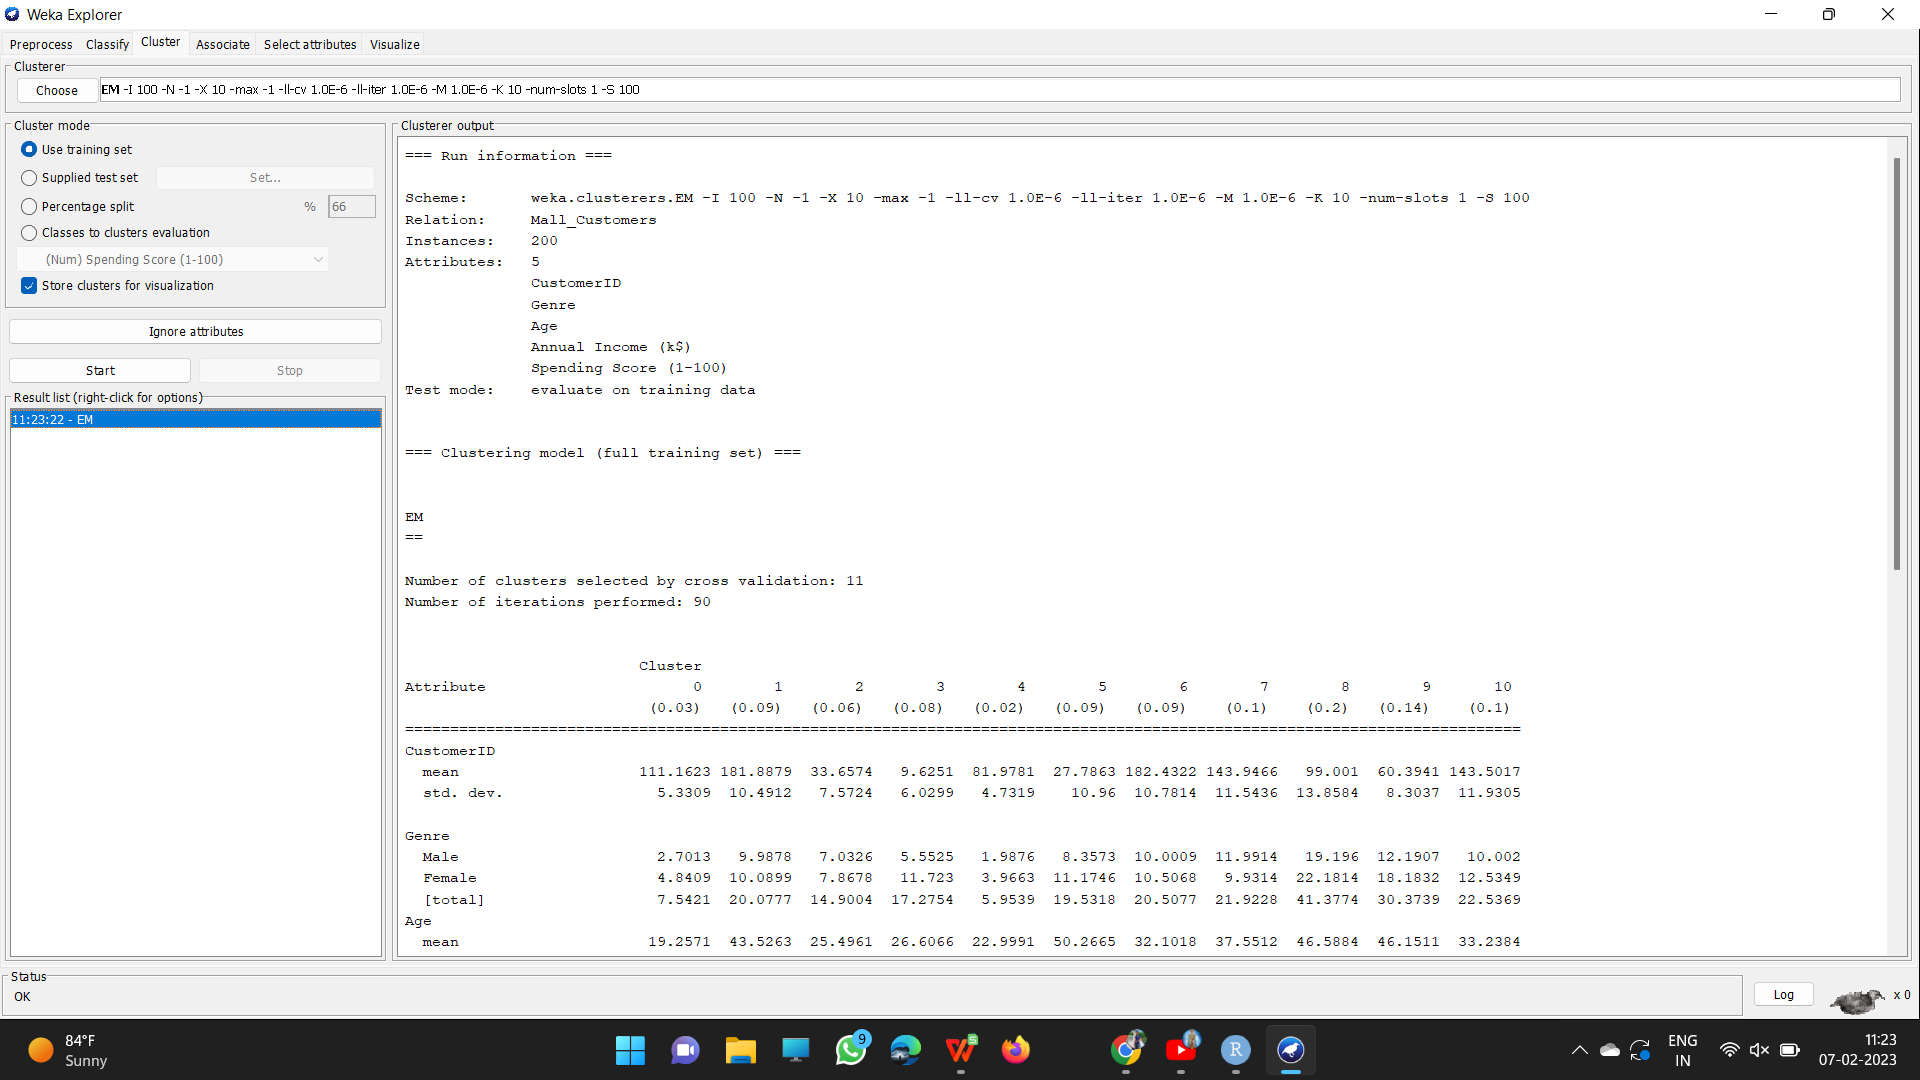 Weka Explorer
Preprocess Classify Cluster Associate Select attributes Visualize
Clusterer
Choose EM -I 100 -N -1 -X 10 -max -1 -ll-cv 1.0E-6 -ll-iter 1.0E-6 -M 1.0E-6 -K 10 -num-slots 1 -S 100
Cluster mode
Use training set
Supplied test set Set...
Percentage split % 66
Classes to clusters evaluation
(Num) Spending Score (1-100)
Store clusters for visualization
Ignore attributes
Start Stop
Result list (right-click for options)
11:23:22 - EM
Clusterer output
=== Run information ===
Scheme: weka.clusterers.EM -I 100 -N -1 -X 10 -max -1 -ll-cv 1.0E-6 -ll-iter 1.0E-6 -M 1.0E-6 -K 10 -num-slots 1 -S 100
Relation: Mall_Customers
Instances: 200
Attributes: 5
CustomerID
Genre
Age
Annual Income (k$)
Spending Score (1-100)
Test mode: evaluate on training data
=== Clustering model (full training set) ===
EM
==
Number of clusters selected by cross validation: 11
Number of iterations performed: 90
Cluster
Attribute 0 1 2 3 4 5 6 7 8 9 10
(0.03) (0.09) (0.06) (0.08) (0.02) (0.09) (0.09) (0.1) (0.2) (0.14) (0.1)
============================================================================================================================
CustomerID
mean 111.1623 181.8879 33.6574 9.6251 81.9781 27.7863 182.4322 143.9466 99.001 60.3941 143.5017
std. dev. 5.3309 10.4912 7.5724 6.0299 4.7319 10.96 10.7814 11.5436 13.8584 8.3037 11.9305
Genre
Male 2.7013 9.9878 7.0326 5.5525 1.9876 8.3573 10.0009 11.9914 19.196 12.1907 10.002
Female 4.8409 10.0899 7.8678 11.723 3.9663 11.1746 10.5068 9.9314 22.1814 18.1832 12.5349
[total] 7.5421 20.0777 14.9004 17.2754 5.9539 19.5318 20.5077 21.9228 41.3774 30.3739 22.5369
Age
mean 19.2571 43.5263 25.4961 26.6066 22.9991 50.2665 32.1018 37.5512 46.5884 46.1511 33.2384
Status
OK
Log x 0
84°F
Sunny
9
ENG
IN
11:23
07-02-2023